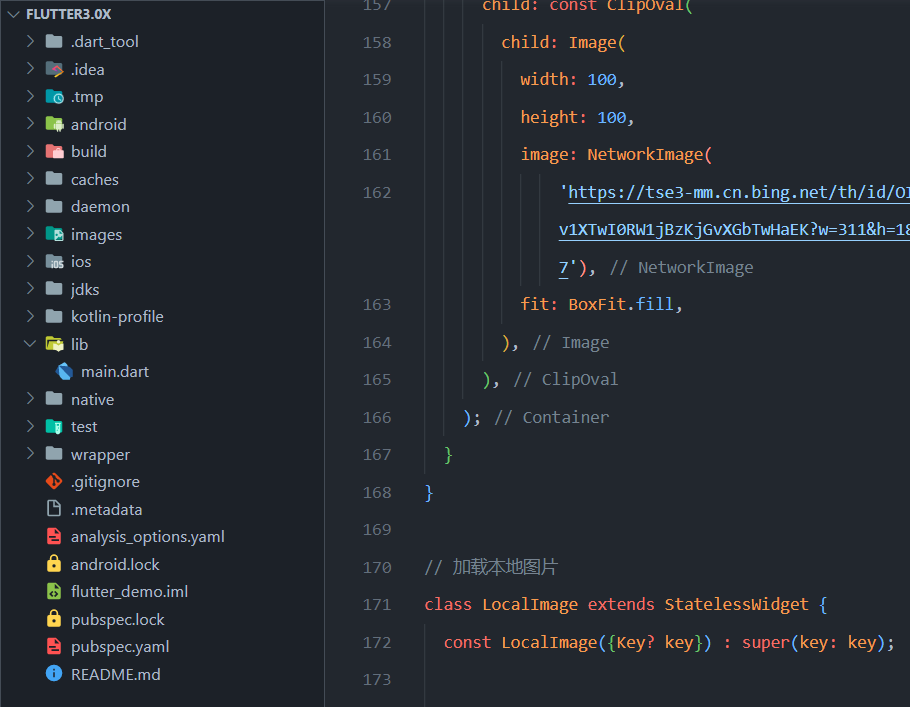 FLUTTER3.0X
.dart_tool
.idea
.tmp
android
build
caches
daemon
images
ios
jdks
kotlin-profile
lib
main.dart
native
test
wrapper
.gitignore
.metadata
analysis_options.yaml
android.lock
flutter_demo.iml
pubspec.lock
pubspec.yaml
README.md
157 child: const ClipOval(
158 child: Image(
159 width: 100,
160 height: 100,
161 image: NetworkImage(
162 'https://tse3-mm.cn.bing.net/th/id/OI
v1XTwI0RW1jBzKjGvXGbTwHaEK?w=311&h=18
7'), // NetworkImage
163 fit: BoxFit.fill,
164 ), // Image
165 ), // ClipOval
166 ); // Container
167 }
168 }
169
170 // 加载本地图片
171 class LocalImage extends StatelessWidget {
172 const LocalImage({Key? key}) : super(key: key);
173